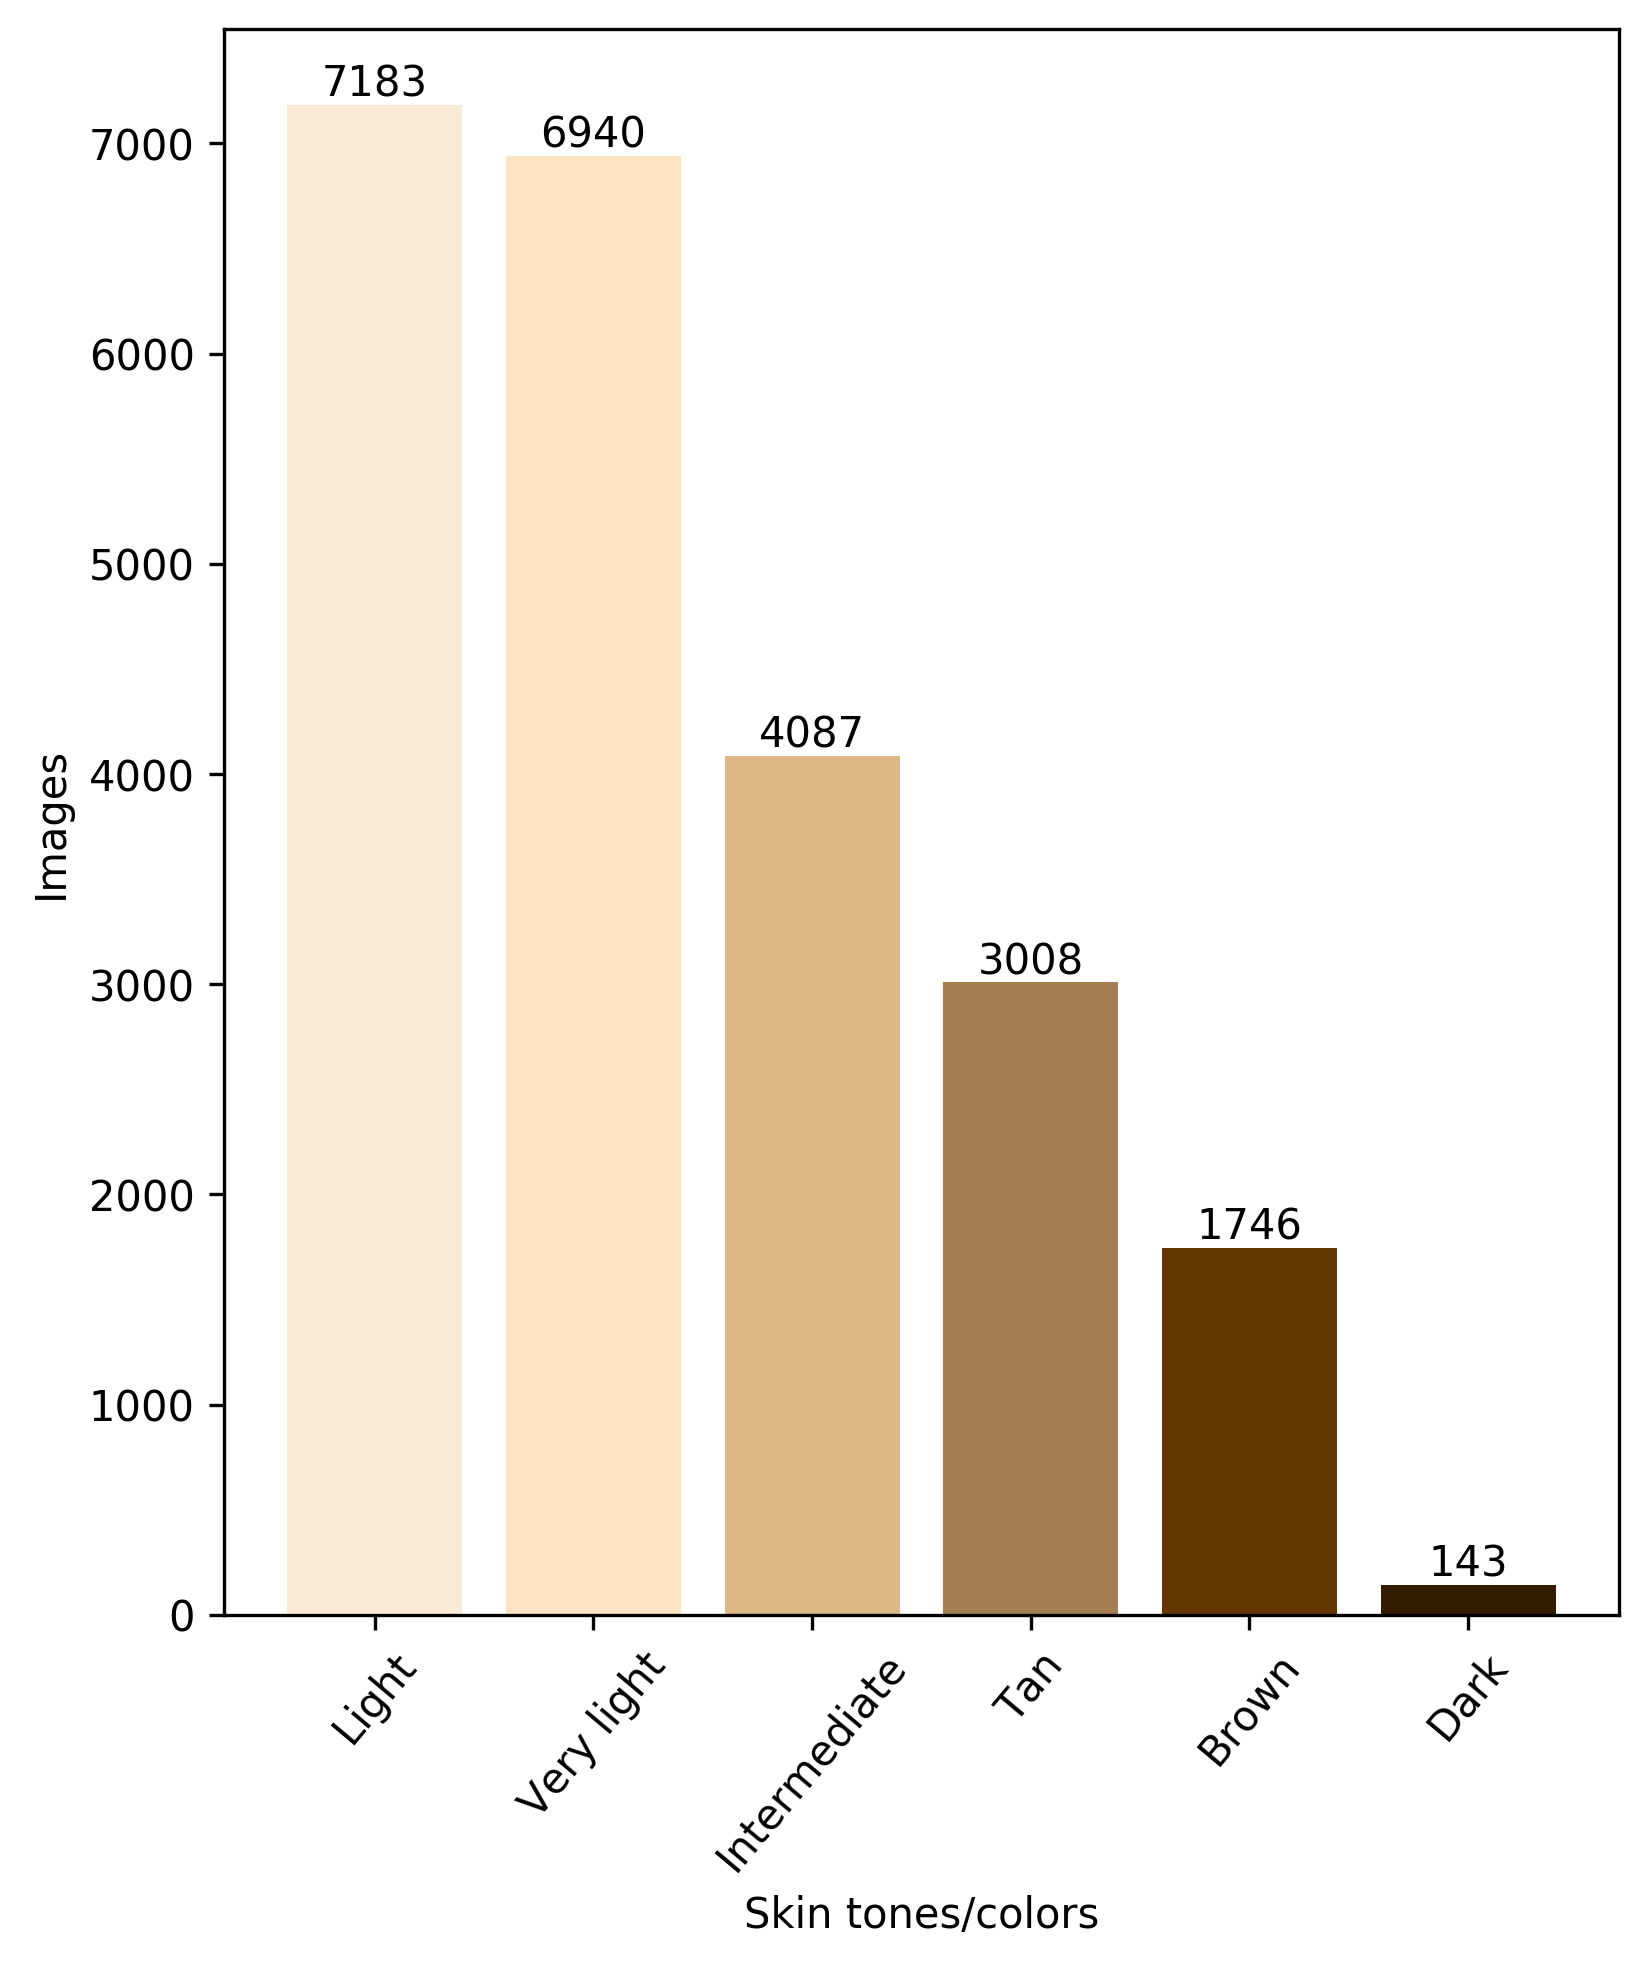 7183
6940
4087
3008
1746
143
7000
6000
5000
4000
3000
2000
1000
0
Images
Light
Very light
Intermediate
Tan
Brown
Dark
Skin tones/colors